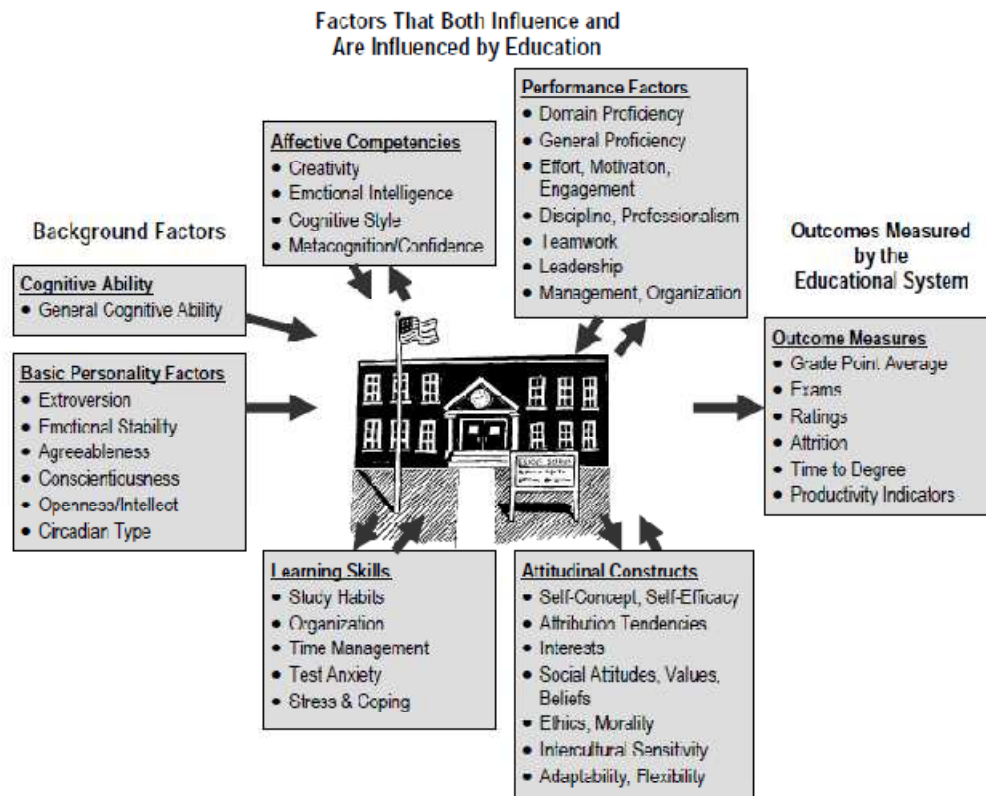 Factors That Both Influence and
Are Influenced by Education
Background Factors
Cognitive Ability
• General Cognitive Ability
Basic Personality Factors
• Extroversion
• Emotional Stability
• Agreeableness
• Conscientiousness
• Openness/Intellect
• Circadian Type
Affective Competencies
• Creativity
• Emotional Intelligence
• Cognitive Style
• Metacognition/Confidence
Performance Factors
• Domain Proficiency
• General Proficiency
• Effort, Motivation,
Engagement
• Discipline, Professionalism
• Teamwork
• Leadership
• Management, Organization
Learning Skills
• Study Habits
• Organization
• Time Management
• Test Anxiety
• Stress & Coping
Attitudinal Constructs
• Self-Concept, Self-Efficacy
• Attribution Tendencies
• Interests
• Social Attitudes, Values,
Beliefs
• Ethics, Morality
• Intercultural Sensitivity
• Adaptability, Flexibility
Outcomes Measured
by the
Educational System
Outcome Measures
• Grade Point Average
• Exams
• Ratings
• Attrition
• Time to Degree
• Productivity Indicators